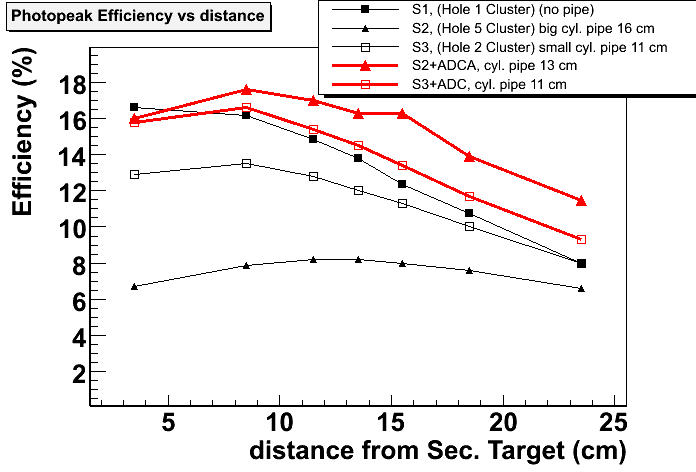 Photopeak Efficiency vs distance
S1, (Hole 1 Cluster) (no pipe)
S2, (Hole 5 Cluster) big cyl. pipe 16 cm
S3, (Hole 2 Cluster) small cyl. pipe 11 cm
S2+ADCA, cyl. pipe 13 cm
S3+ADC, cyl. pipe 11 cm
Efficiency (%)
18
16
14
12
10
8
6
4
2
5 10 15 20 25
distance from Sec. Target (cm)